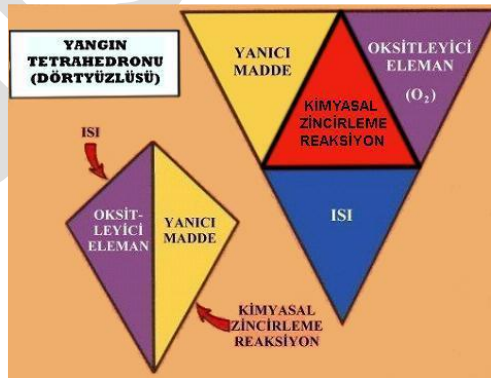 YANGIN
TETRAHEDRONU
(DÖRTYÜZLÜSÜ)
YANICI
MADDE
OKSİTLEYİCİ
ELEMAN
(O₂)
KİMYASAL
ZİNCİRLEME
REAKSİYON
ISI
ISI
OKSİT-
LEYİCİ
ELEMAN
YANICI
MADDE
KİMYASAL
ZİNCİRLEME
REAKSİYON